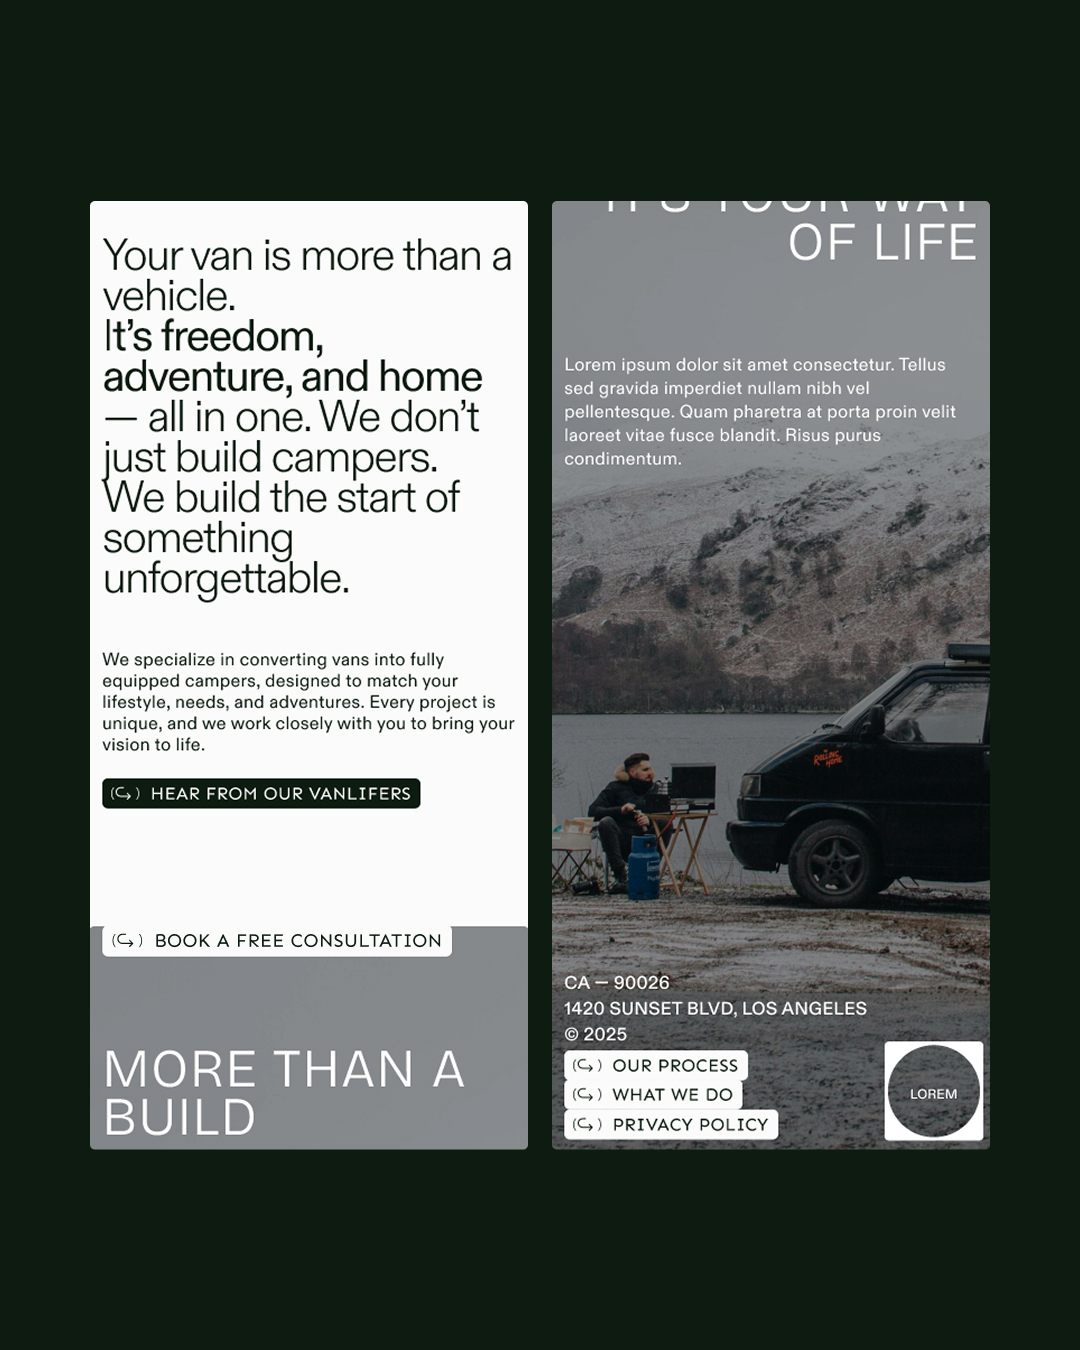 Your van is more than a
vehicle.
It's freedom,
adventure, and home
— all in one. We don't
just build campers.
We build the start of
something
unforgettable.
We specialize in converting vans into fully
equipped campers, designed to match your
lifestyle, needs, and adventures. Every project is
unique, and we work closely with you to bring your
vision to life.
HEAR FROM OUR VANLIFERS
BOOK A FREE CONSULTATION
MORE THAN A
BUILD
IT'S YOUR WAY
OF LIFE
Lorem ipsum dolor sit amet consectetur. Tellus
sed gravida imperdiet nullam nibh vel
pellentesque. Quam pharetra at porta proin velit
laoreet vitae fusce blandit. Risus purus
condimentum.
ROLLING
HOME
CA — 90026
1420 SUNSET BLVD, LOS ANGELES
© 2025
OUR PROCESS
WHAT WE DO
PRIVACY POLICY
LOREM